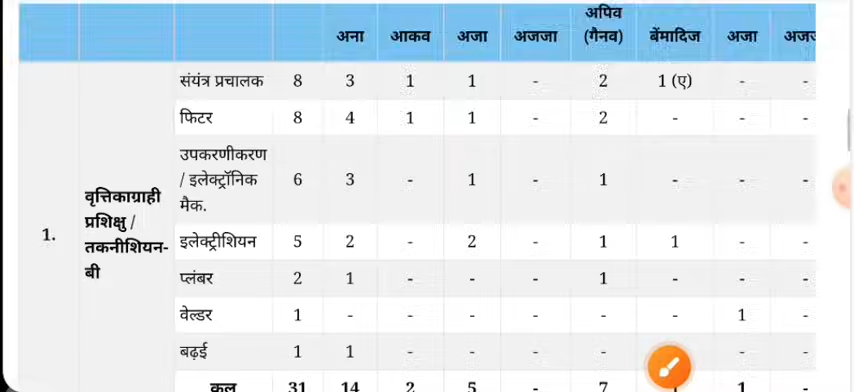 अपिव
अना आकव अजा अजजा (गैनव) बेंमादिज अजा
संयंत्र प्रचालक 8 3 1 1 - 2 1 (ए) - -
फिटर 8 4 1 1 - 2 - - -
उपकरणीकरण
/ इलेक्ट्रॉनिक 6 3 - 1 - 1 - - -
मैक.
वृत्तिकाग्राही
प्रशिक्षु /
1. तकनीशियन- इलेक्ट्रीशियन 5 2 - 2 - 1 1 - -
बी
प्लंबर 2 1 - - - 1 - - -
वेल्डर 1 - - - - - - 1 -
बढ़ई 1 1 - - - - - -
कुल 31 14 2 5 - 7 1 -